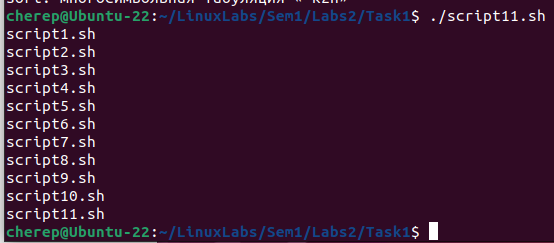 sort: многосимвольная табуляция «-k2n»
cherep@Ubuntu-22:~/LinuxLabs/Sem1/Labs2/Task1$ ./script11.sh
script1.sh
script2.sh
script3.sh
script4.sh
script5.sh
script6.sh
script7.sh
script8.sh
script9.sh
script10.sh
script11.sh
cherep@Ubuntu-22:~/LinuxLabs/Sem1/Labs2/Task1$